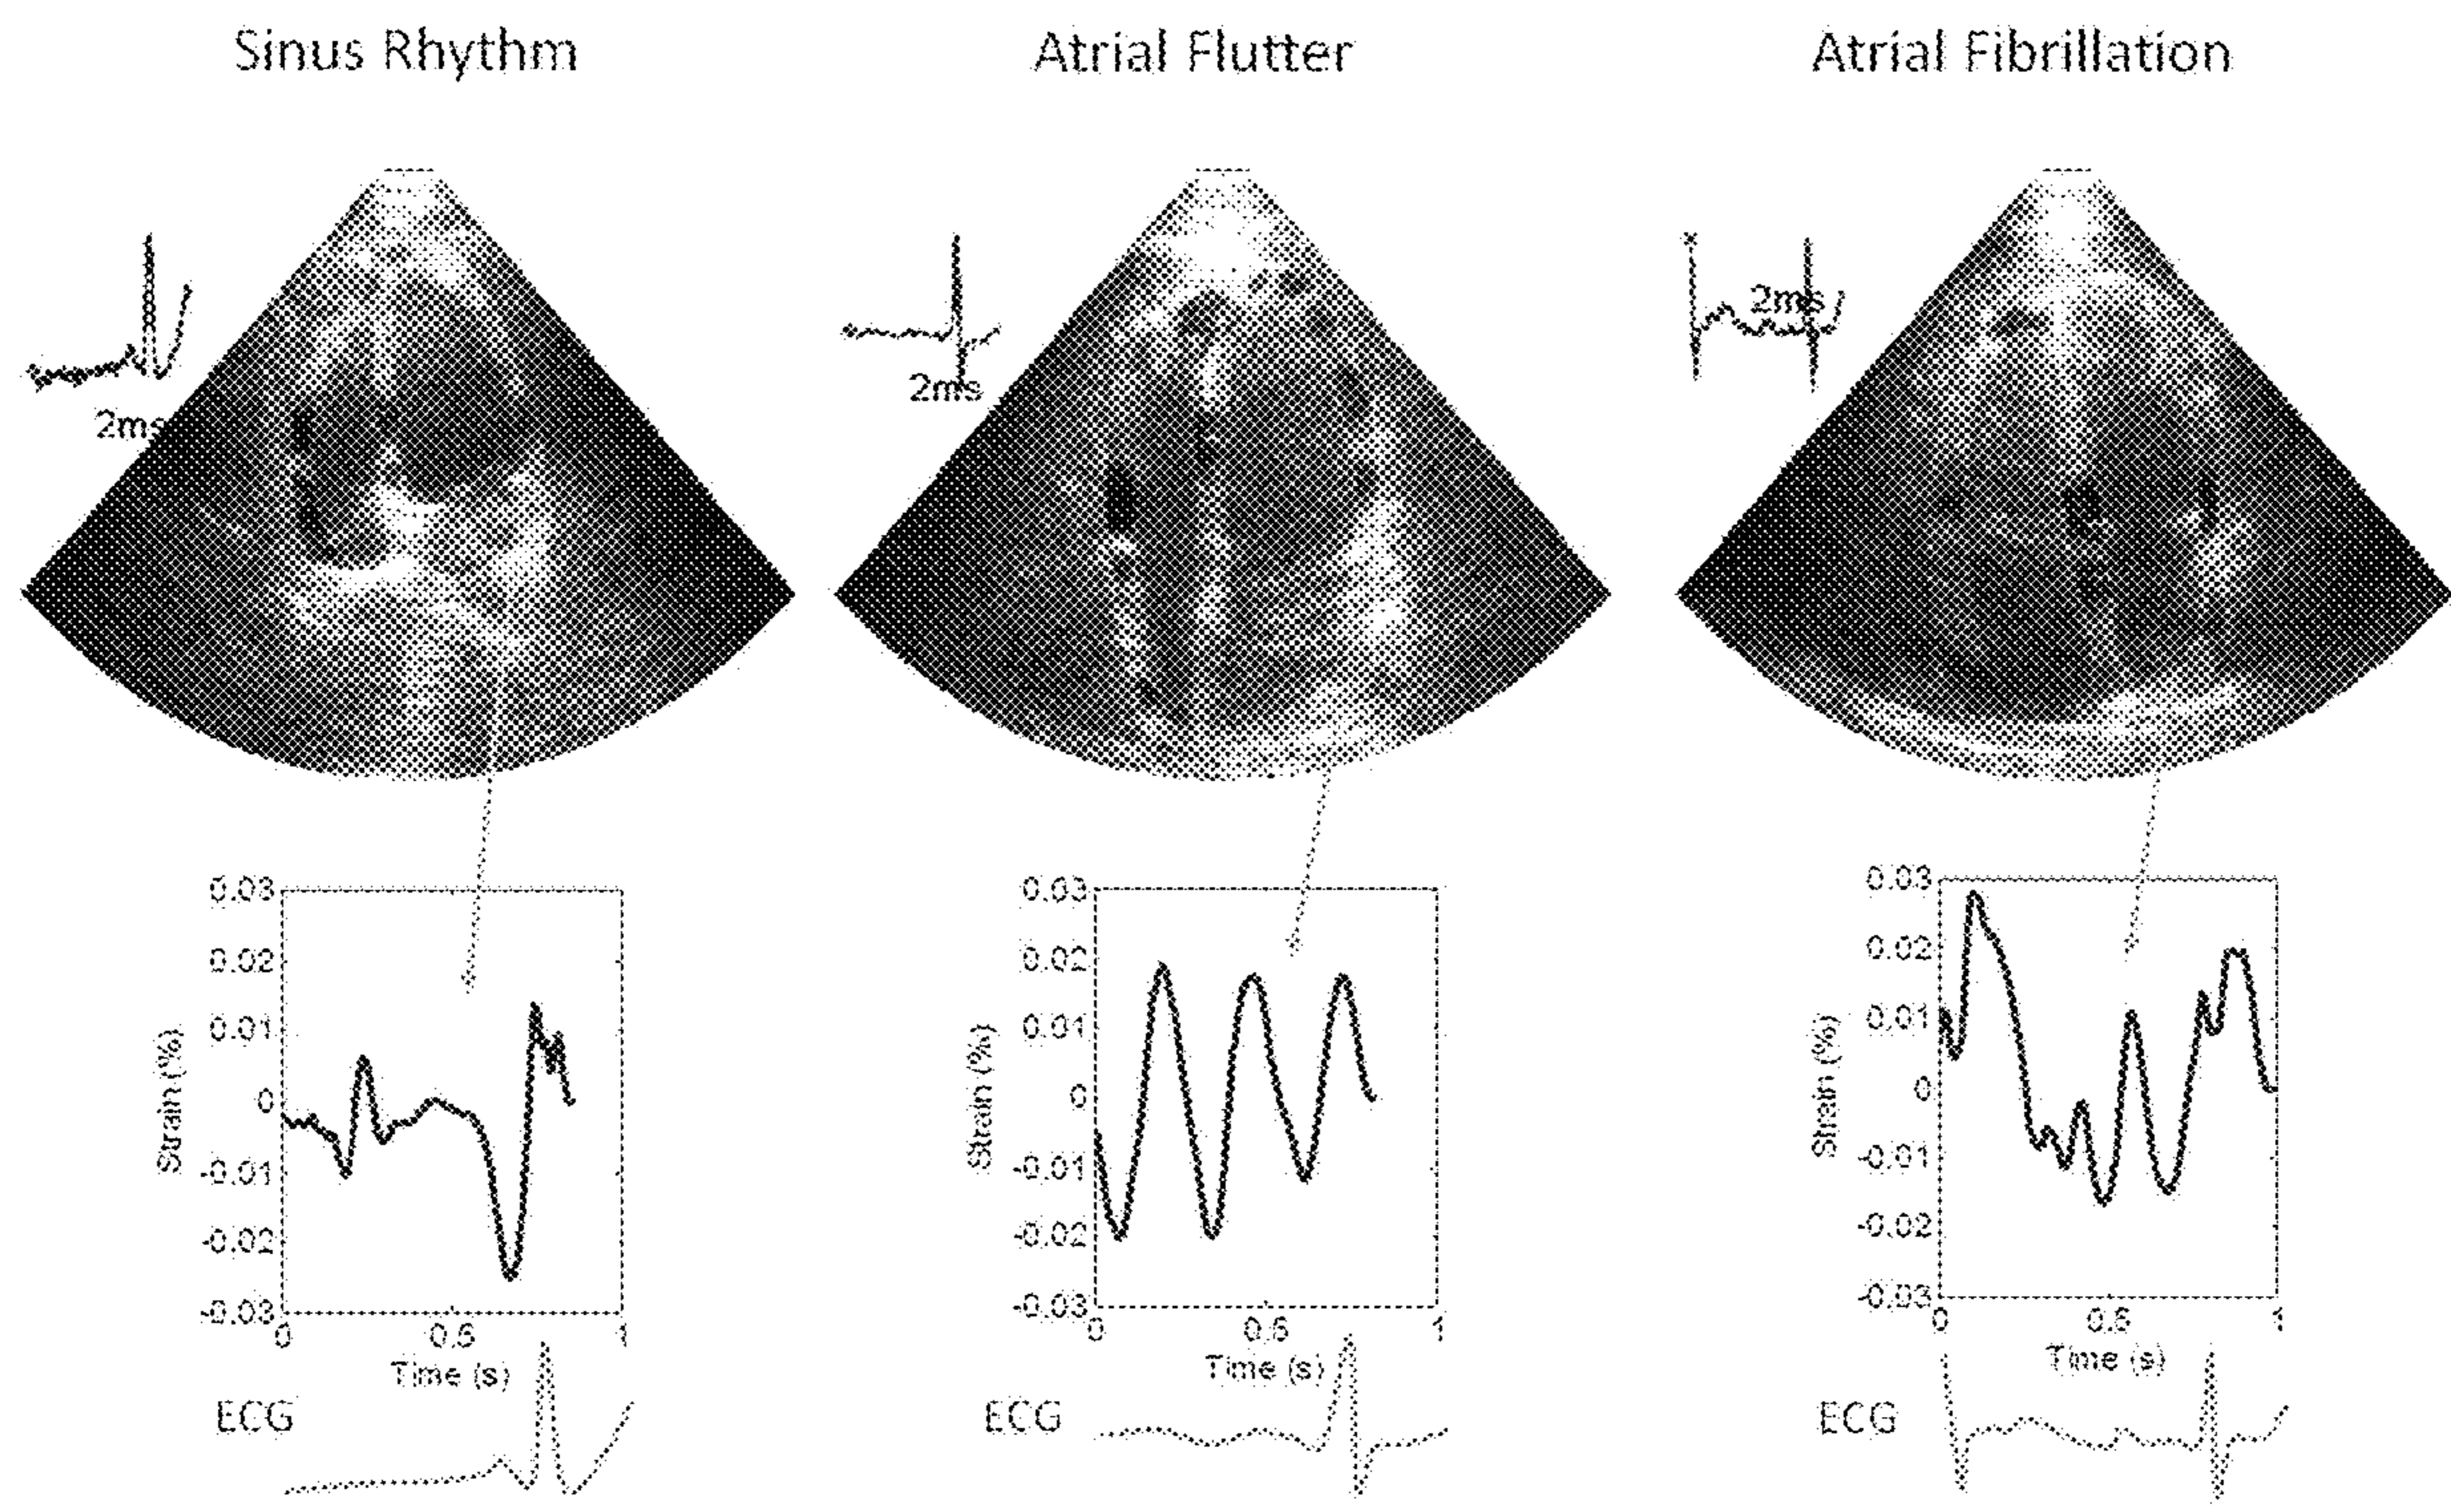 Sinus Rhythm
Atrial Flutter
Atrial Fibrillation
2ms
2ms
2ms
0.03
0.02
0.01
0
-0.01
-0.02
-0.03
Strain (%)
0
0.5
1
Time (s)
ECG
0.03
0.02
0.01
0
-0.01
-0.02
-0.03
Strain (%)
0
0.5
1
Time (s)
ECG
0.03
0.02
0.01
0
-0.01
-0.02
-0.03
Strain (%)
0
0.5
1
Time (s)
ECG